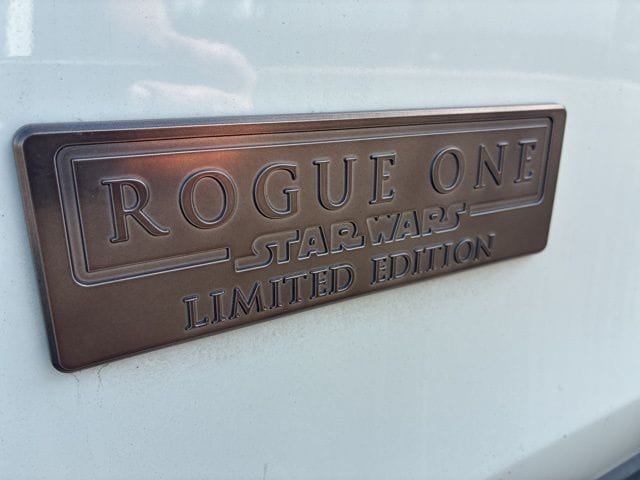 ROGUE ONE
STAR WARS
LIMITED EDITION